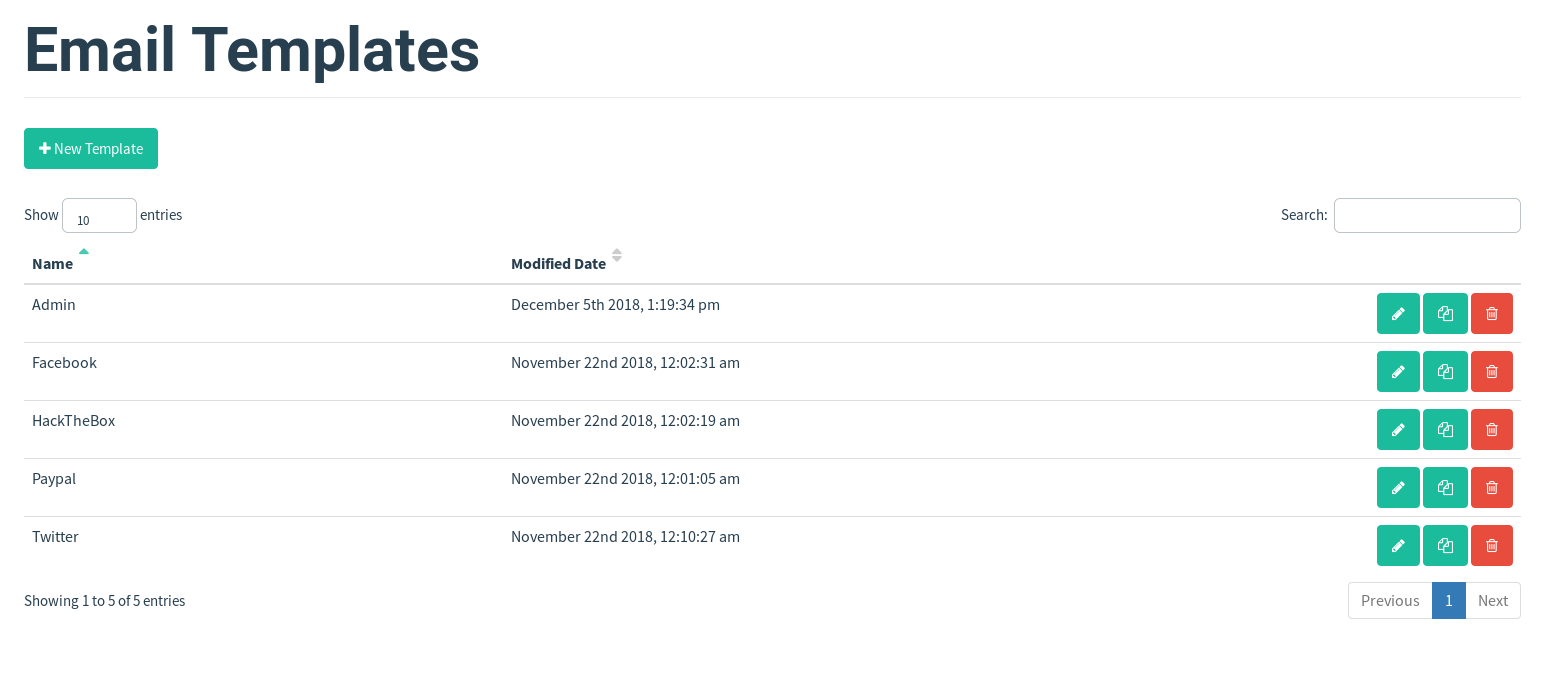 Email Templates
New Template
Show 10 entries Search:
Name Modified Date
Admin December 5th 2018, 1:19:34 pm
Facebook November 22nd 2018, 12:02:31 am
HackTheBox November 22nd 2018, 12:02:19 am
Paypal November 22nd 2018, 12:01:05 am
Twitter November 22nd 2018, 12:10:27 am
Showing 1 to 5 of 5 entries Previous 1 Next